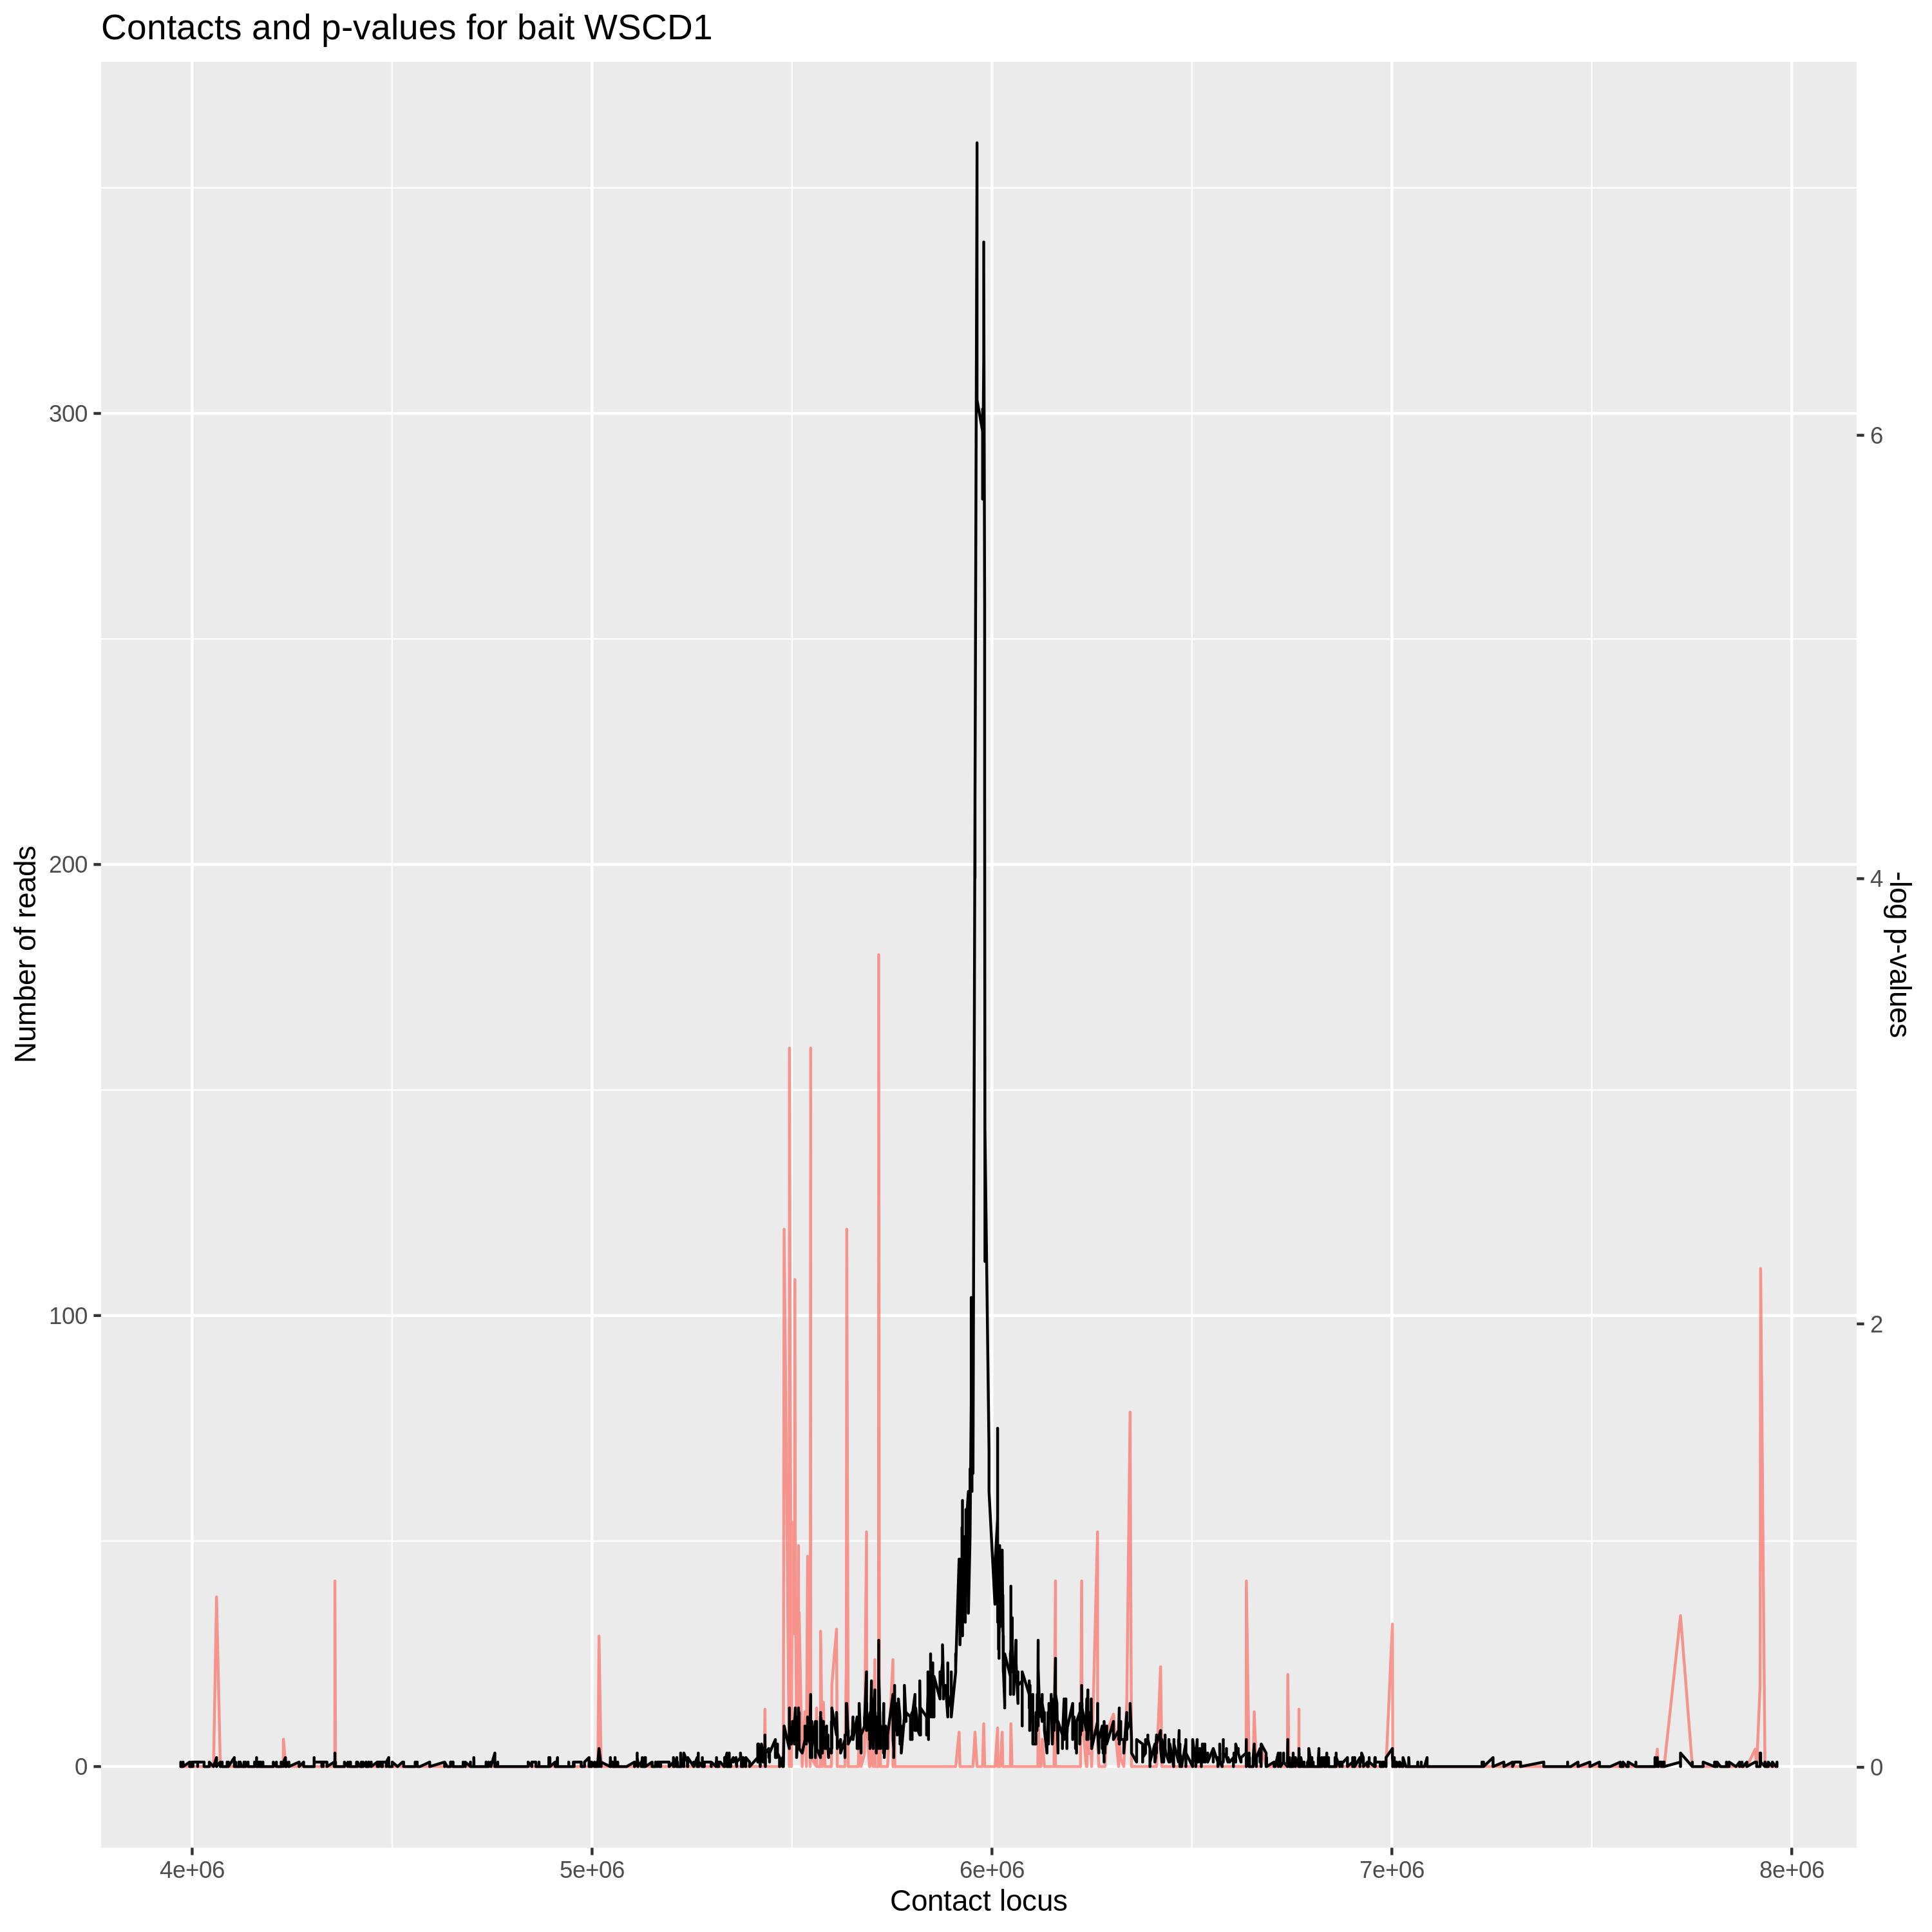 Contacts and p-values for bait WSCD1
Number of reads
300
200
100
0
6
4
2
0
-log p-values
4e+06 5e+06 6e+06 7e+06 8e+06
Contact locus